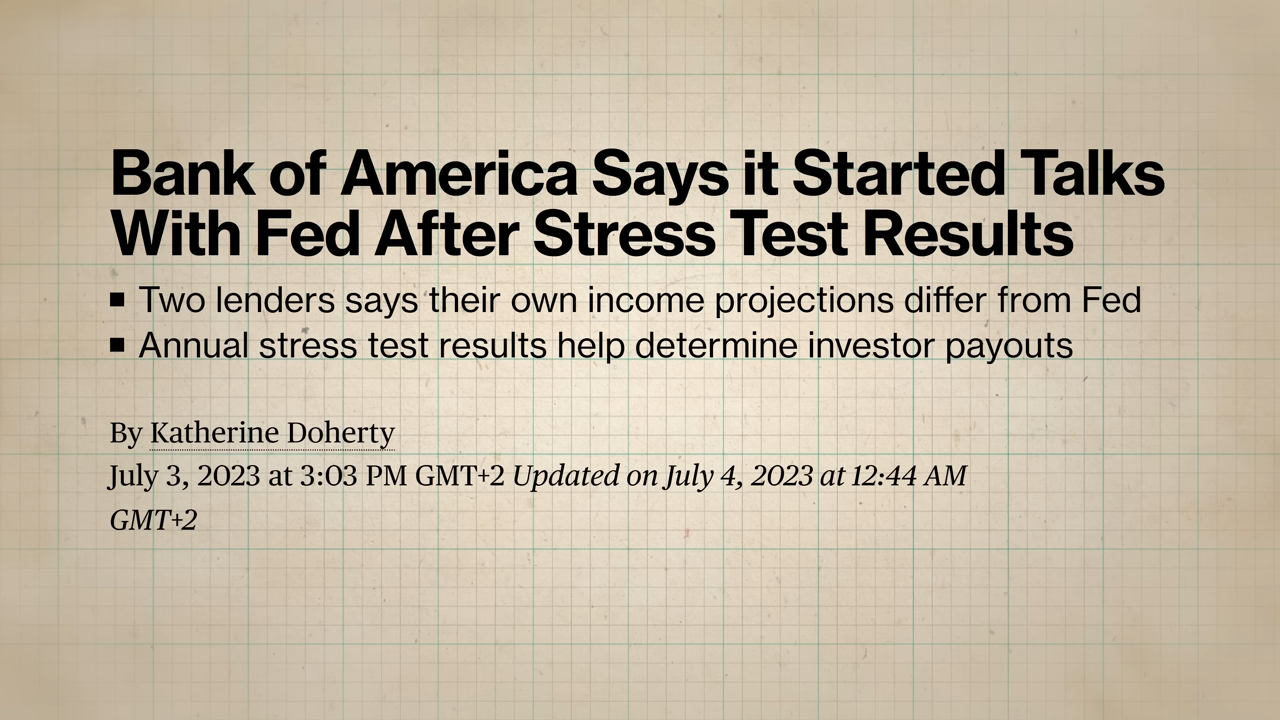 Bank of America Says it Started Talks
With Fed After Stress Test Results
■ Two lenders says their own income projections differ from Fed
■ Annual stress test results help determine investor payouts
By Katherine Doherty
July 3, 2023 at 3:03 PM GMT+2 Updated on July 4, 2023 at 12:44 AM
GMT+2